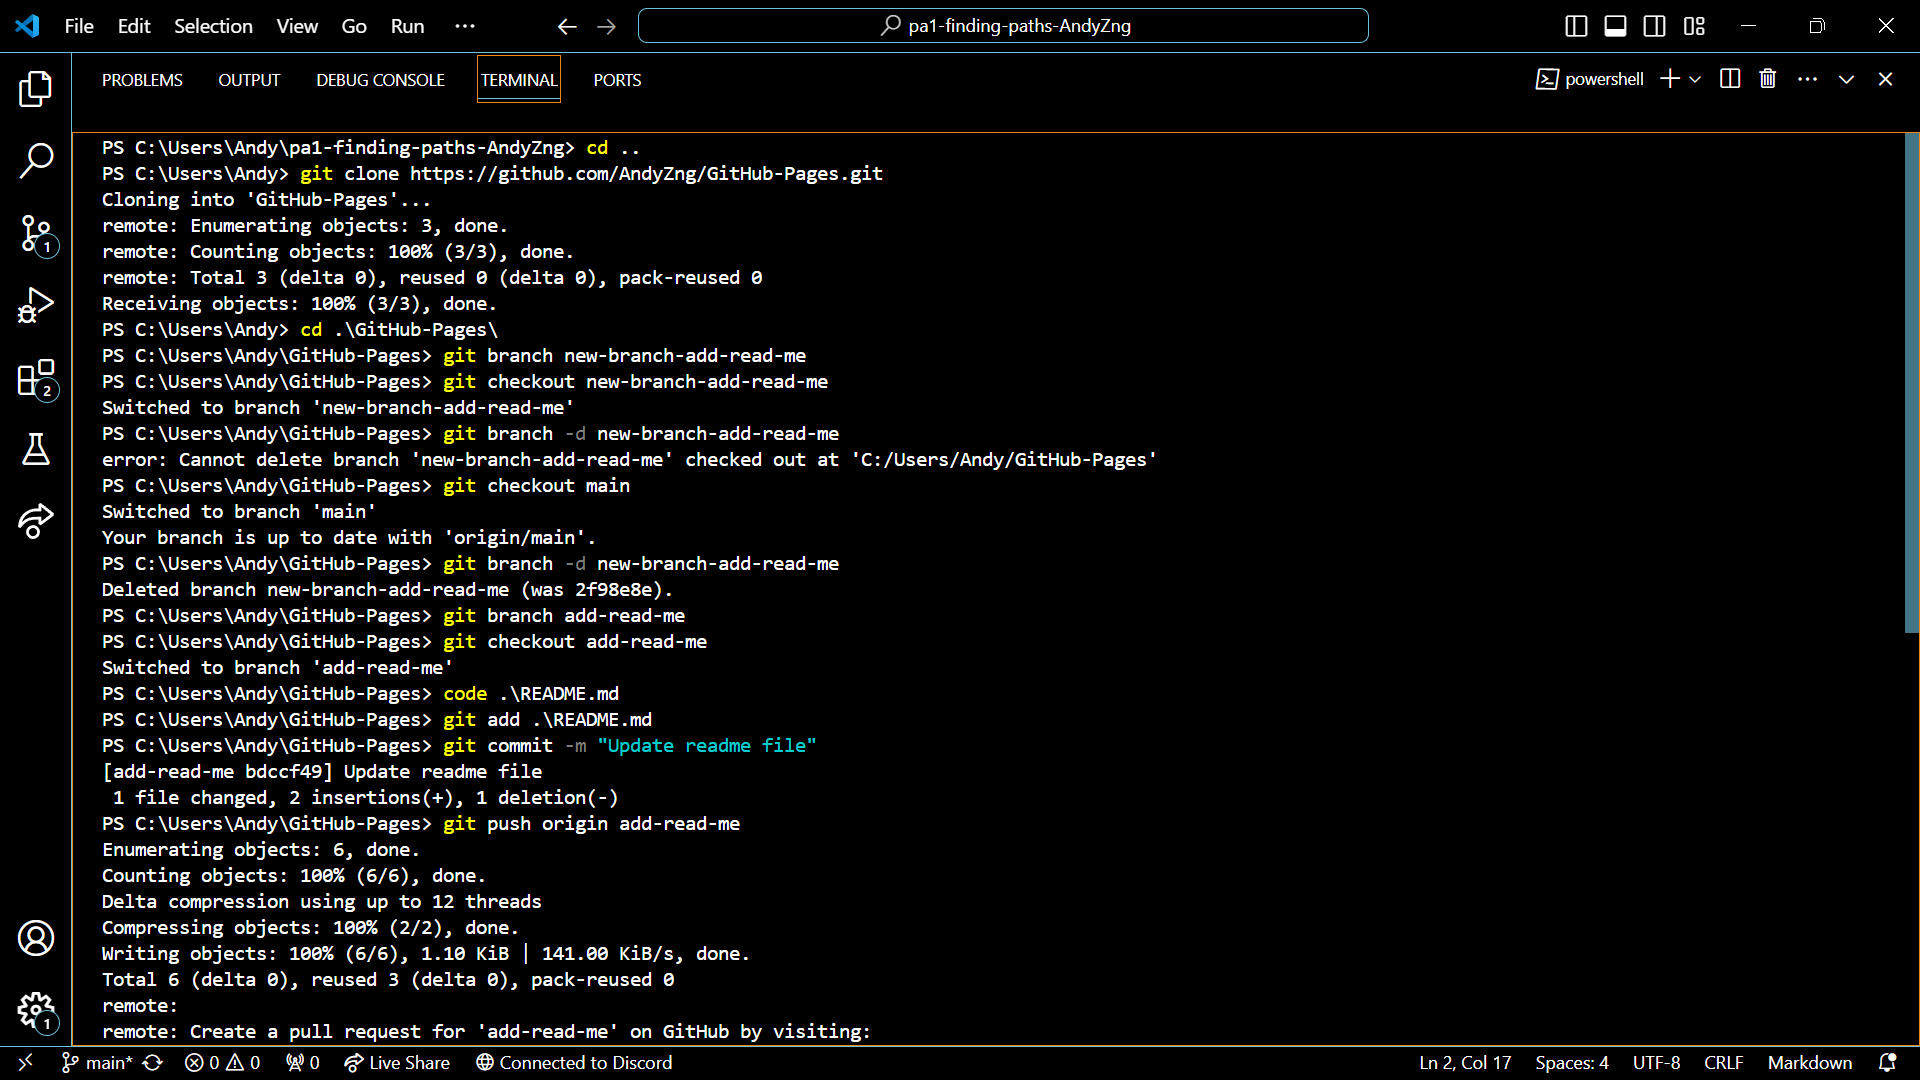 File Edit Selection View Go Run ··· pa1-finding-paths-AndyZng
PROBLEMS OUTPUT DEBUG CONSOLE TERMINAL PORTS powershell
PS C:\Users\Andy\pa1-finding-paths-AndyZng> cd ..
PS C:\Users\Andy> git clone https://github.com/AndyZng/GitHub-Pages.git
Cloning into 'GitHub-Pages'...
remote: Enumerating objects: 3, done.
remote: Counting objects: 100% (3/3), done.
remote: Total 3 (delta 0), reused 0 (delta 0), pack-reused 0
Receiving objects: 100% (3/3), done.
PS C:\Users\Andy> cd .\GitHub-Pages\
PS C:\Users\Andy\GitHub-Pages> git branch new-branch-add-read-me
PS C:\Users\Andy\GitHub-Pages> git checkout new-branch-add-read-me
Switched to branch 'new-branch-add-read-me'
PS C:\Users\Andy\GitHub-Pages> git branch -d new-branch-add-read-me
error: Cannot delete branch 'new-branch-add-read-me' checked out at 'C:/Users/Andy/GitHub-Pages'
PS C:\Users\Andy\GitHub-Pages> git checkout main
Switched to branch 'main'
Your branch is up to date with 'origin/main'.
PS C:\Users\Andy\GitHub-Pages> git branch -d new-branch-add-read-me
Deleted branch new-branch-add-read-me (was 2f98e8e).
PS C:\Users\Andy\GitHub-Pages> git branch add-read-me
PS C:\Users\Andy\GitHub-Pages> git checkout add-read-me
Switched to branch 'add-read-me'
PS C:\Users\Andy\GitHub-Pages> code .\README.md
PS C:\Users\Andy\GitHub-Pages> git add .\README.md
PS C:\Users\Andy\GitHub-Pages> git commit -m "Update readme file"
[add-read-me bdccf49] Update readme file
 1 file changed, 2 insertions(+), 1 deletion(-)
PS C:\Users\Andy\GitHub-Pages> git push origin add-read-me
Enumerating objects: 6, done.
Counting objects: 100% (6/6), done.
Delta compression using up to 12 threads
Compressing objects: 100% (2/2), done.
Writing objects: 100% (6/6), 1.10 KiB | 141.00 KiB/s, done.
Total 6 (delta 0), reused 3 (delta 0), pack-reused 0
remote:
remote: Create a pull request for 'add-read-me' on GitHub by visiting:
1
2
1
main* 0 0 0 Live Share Connected to Discord Ln 2, Col 17 Spaces: 4 UTF-8 CRLF Markdown